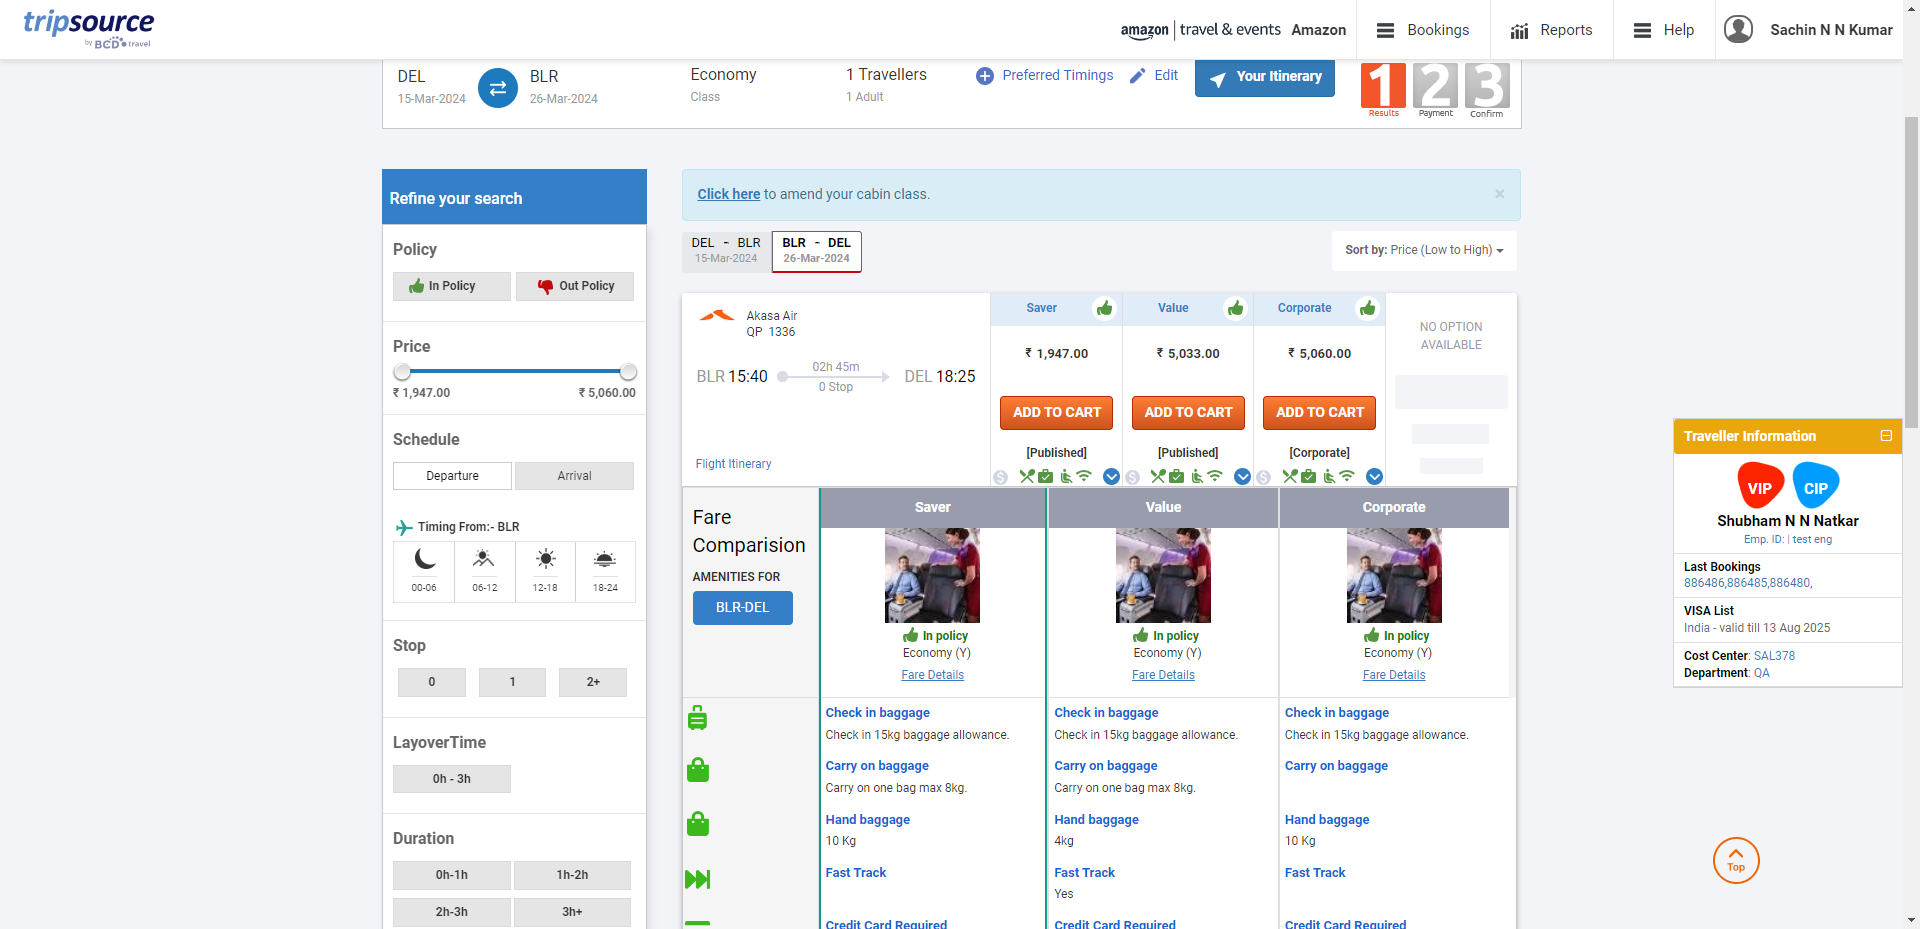 tripsource
by BCD travel
amazon | travel & events Amazon
Bookings
Reports
Help
Sachin N N Kumar
DEL
15-Mar-2024
BLR
26-Mar-2024
Economy
Class
1 Travellers
1 Adult
Preferred Timings
Edit
Your Itinerary
1
2
3
Results
Payment
Confirm
Refine your search
Policy
In Policy
Out Policy
Price
₹ 1,947.00
₹ 5,060.00
Schedule
Departure
Arrival
Timing From:- BLR
00-06
06-12
12-18
18-24
Stop
0
1
2+
LayoverTime
0h - 3h
Duration
0h-1h
1h-2h
2h-3h
3h+
Click here to amend your cabin class.
×
DEL - BLR
15-Mar-2024
BLR - DEL
26-Mar-2024
Sort by: Price (Low to High)
Akasa Air
QP 1336
BLR 15:40
02h 45m
0 Stop
DEL 18:25
Flight Itinerary
Saver
₹ 1,947.00
ADD TO CART
[Published]
Value
₹ 5,033.00
ADD TO CART
[Published]
Corporate
₹ 5,060.00
ADD TO CART
[Corporate]
NO OPTION
AVAILABLE
Fare
Comparision
AMENITIES FOR
BLR-DEL
Saver
In policy
Economy (Y)
Fare Details
Value
In policy
Economy (Y)
Fare Details
Corporate
In policy
Economy (Y)
Fare Details
Check in baggage
Check in 15kg baggage allowance.
Check in baggage
Check in 15kg baggage allowance.
Check in baggage
Check in 15kg baggage allowance.
Carry on baggage
Carry on one bag max 8kg.
Carry on baggage
Carry on one bag max 8kg.
Carry on baggage
Hand baggage
10 Kg
Hand baggage
4kg
Hand baggage
10 Kg
Fast Track
Fast Track
Yes
Fast Track
Credit Card Required
Credit Card Required
Credit Card Required
Traveller Information
VIP
CIP
Shubham N N Natkar
Emp. ID: | test eng
Last Bookings
886486,886485,886480,
VISA List
India - valid till 13 Aug 2025
Cost Center: SAL378
Department: QA
Top